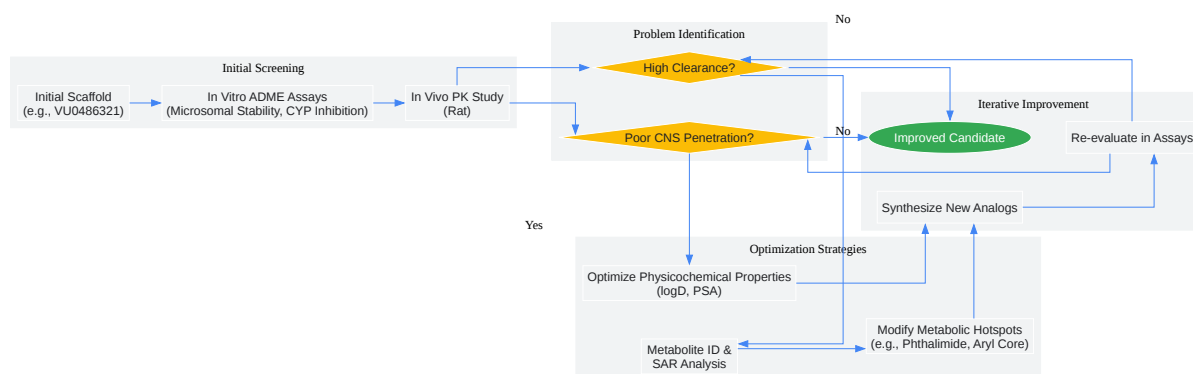 No
Problem Identification
Initial Screening
High Clearance?
Initial Scaffold
(e.g., VU0486321)
In Vitro ADME Assays
(Microsomal Stability, CYP Inhibition)
In Vivo PK Study
(Rat)
Iterative Improvement
Poor CNS Penetration?
No
Improved Candidate
Re-evaluate in Assays
Synthesize New Analogs
Yes
Optimization Strategies
Optimize Physicochemical Properties
(logD, PSA)
Modify Metabolic Hotspots
(e.g., Phthalimide, Aryl Core)
Metabolite ID &
SAR Analysis